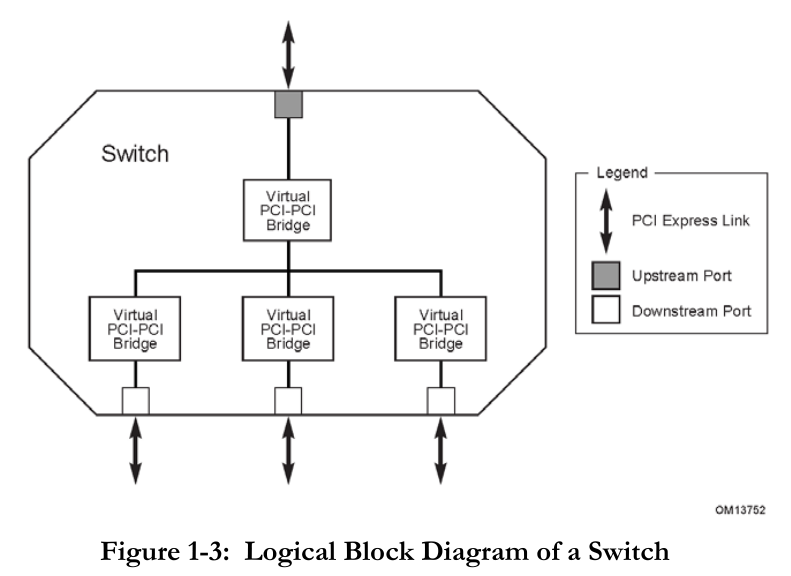 Switch
Virtual
PCI-PCI
Bridge
Virtual
PCI-PCI
Bridge
Virtual
PCI-PCI
Bridge
Virtual
PCI-PCI
Bridge
Legend
PCI Express Link
Upstream Port
Downstream Port
OM13752
Figure 1-3: Logical Block Diagram of a Switch